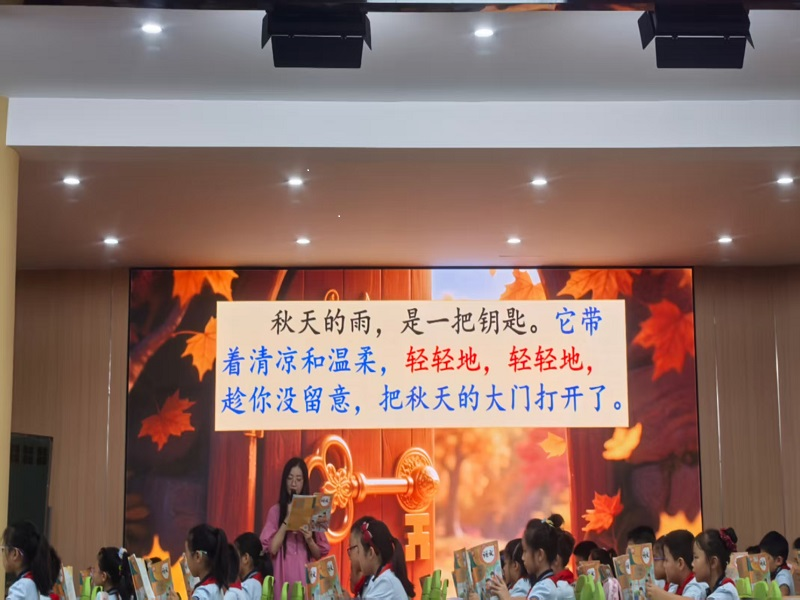 秋天的雨，是一把钥匙。它带
着清凉和温柔，轻轻地，轻轻地，
趁你没留意，把秋天的大门打开了。